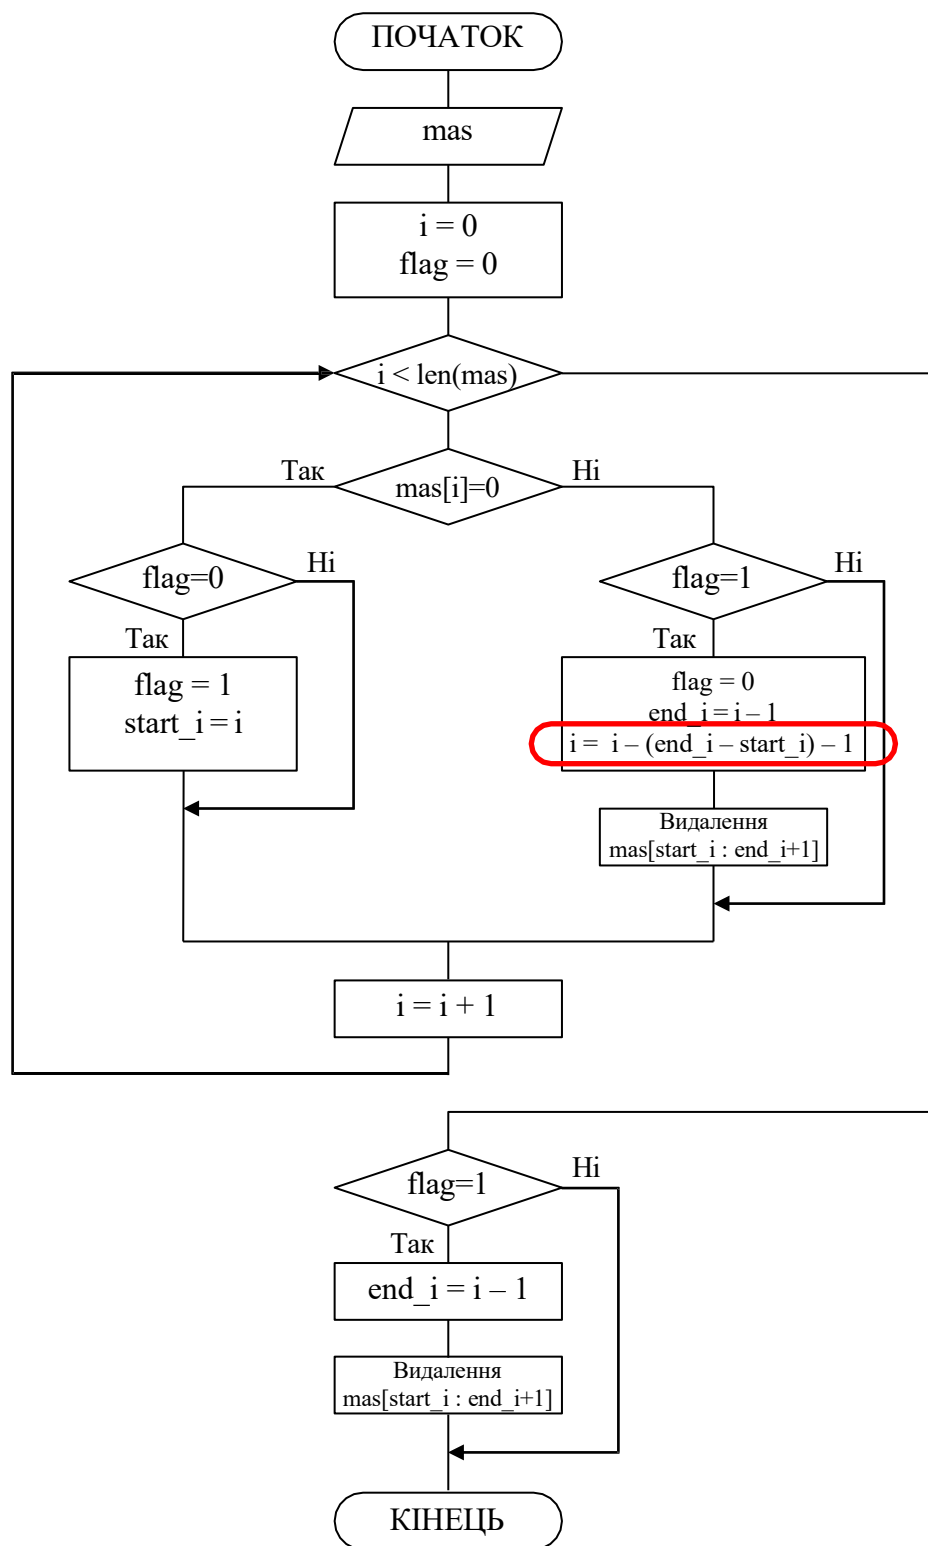 ПОЧАТОК
mas
i = 0
flag = 0
i < len(mas)
Так
mas[i]=0
Ні
flag=0
Ні
Так
flag = 1
start_i = i
flag=1
Ні
Так
flag = 0
end_i = i – 1
i = i – (end_i – start_i) – 1
Видалення
mas[start_i : end_i+1]
i = i + 1
flag=1
Ні
Так
end_i = i – 1
Видалення
mas[start_i : end_i+1]
КІНЕЦЬ